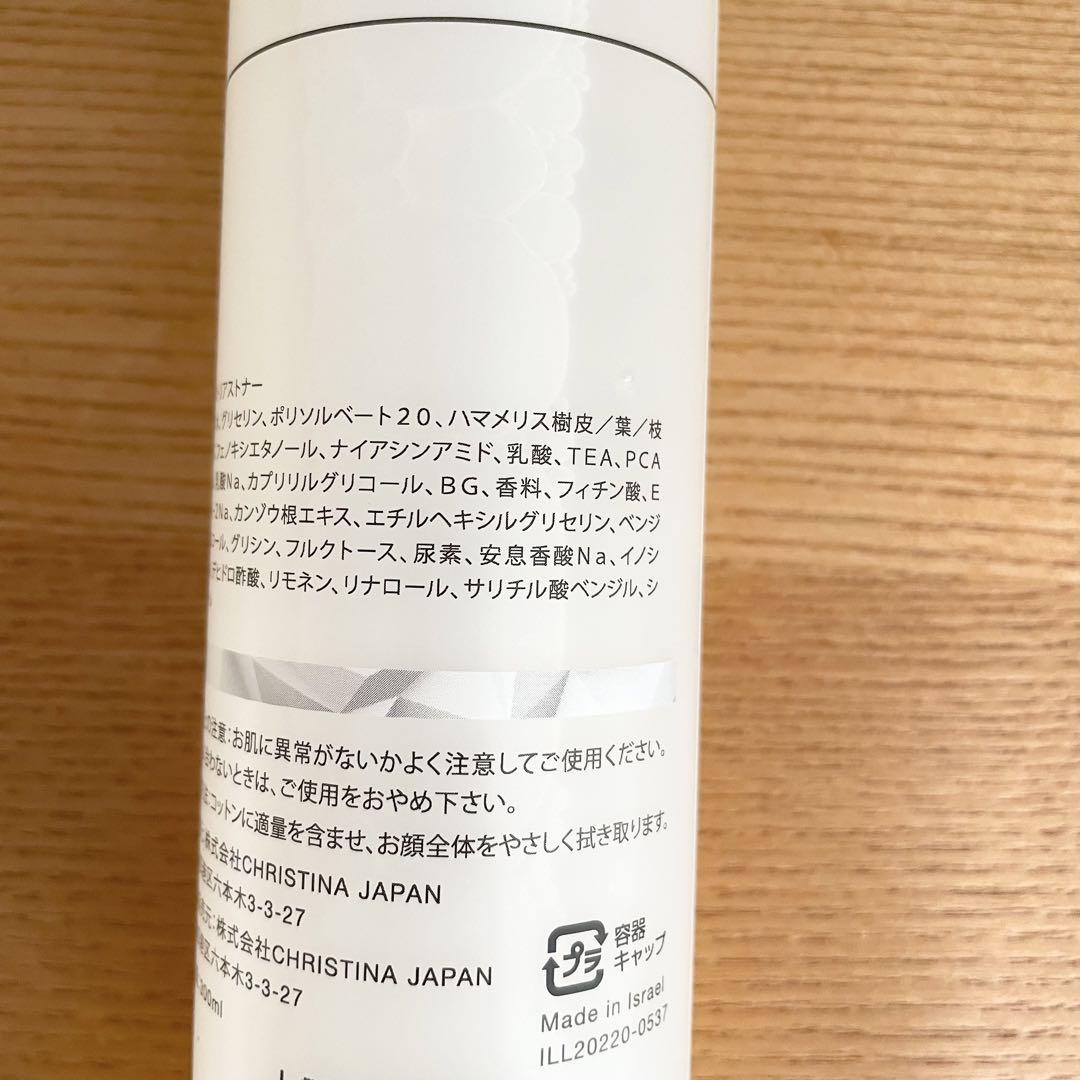 アストナー
グリセリン、ポリソルベート20、ハマメリス樹皮／葉／枝
フェノキシエタノール、ナイアシンアミド、乳酸、TEA、PCA
乳酸Na、カプリリルグリコール、BG、香料、フィチン酸、E
-2Na、カンゾウ根エキス、エチルヘキシルグリセリン、ベンジ
ール、グリシン、フルクトース、尿素、安息香酸Na、イノシ
デヒドロ酢酸、リモネン、リナロール、サリチル酸ベンジル、シ
の注意：お肌に異常がないかよく注意してご使用ください。
合わないときは、ご使用をおやめ下さい。
コットンに適量を含ませ、お顔全体をやさしく拭き取ります。
株式会社CHRISTINA JAPAN
港区六本木3-3-27
元：株式会社CHRISTINA JAPAN
港区六本木3-3-27
300ml
プラ
容器
キャップ
Made in Israel
ILL20220-0537